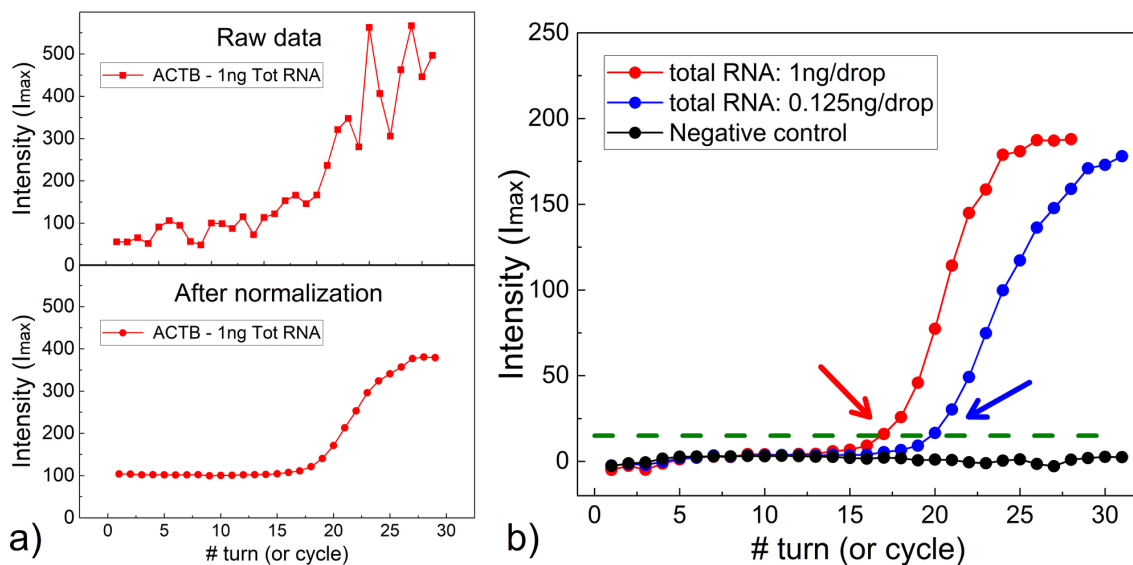 Raw data
ACTB - 1ng Tot RNA
Intensity (Imax)
500
400
300
200
100
0
After normalization
ACTB - 1ng Tot RNA
Intensity (Imax)
500
400
300
200
100
0
0 5 10 15 20 25 30
# turn (or cycle)
a)
250
200
150
100
50
0
Intensity (Imax)
total RNA: 1ng/drop
total RNA: 0.125ng/drop
Negative control
0 5 10 15 20 25 30
# turn (or cycle)
b)